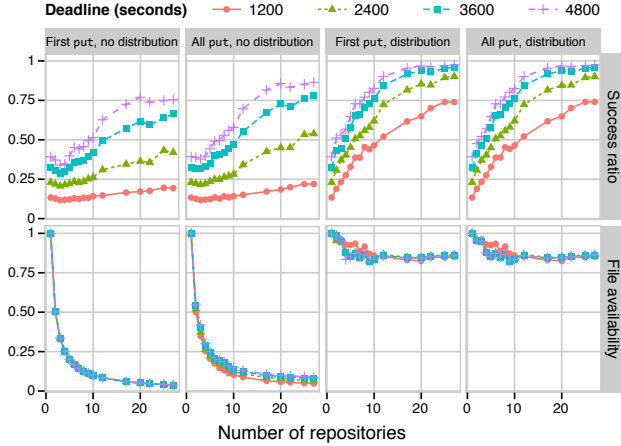 Deadline (seconds) 1200 2400 3600 4800
First put, no distribution All put, no distribution First put, distribution All put, distribution
1
0.75
0.50
0.25
0
Success ratio
1
0.75
0.50
0.25
0
File availability
0 10 20 0 10 20 0 10 20 0 10 20
Number of repositories